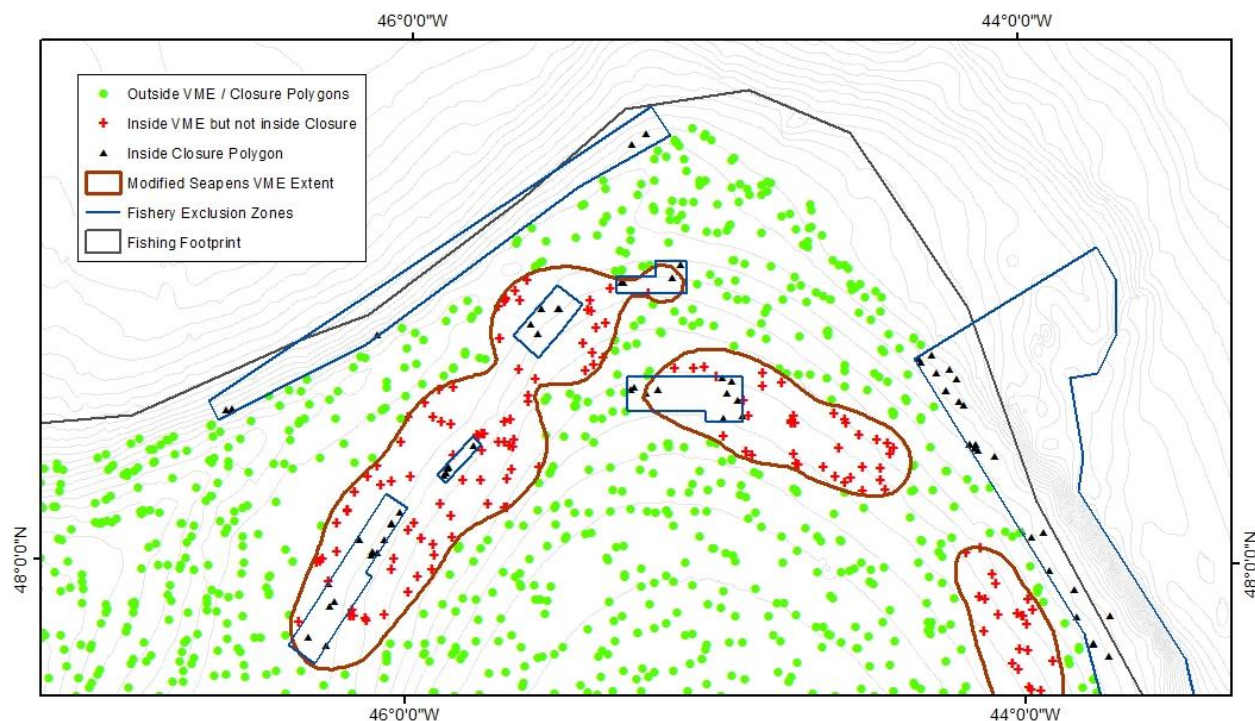 46°0'0"W
44°0'0"W
Outside VME / Closure Polygons
Inside VME but not inside Closure
Inside Closure Polygon
Modified Seapens VME Extent
Fishery Exclusion Zones
Fishing Footprint
48°0'0"N
48°0'0"N
46°0'0"W
44°0'0"W